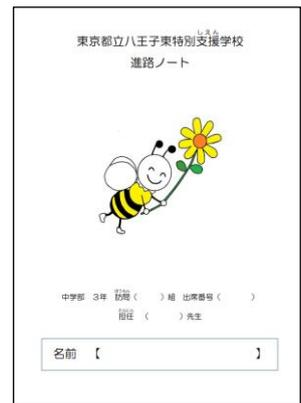 東京都立八王子東特別支援学校
進路ノート
中学部 3年 訪問( )組 出席番号( )
担任 ( )先生
名前 【 】